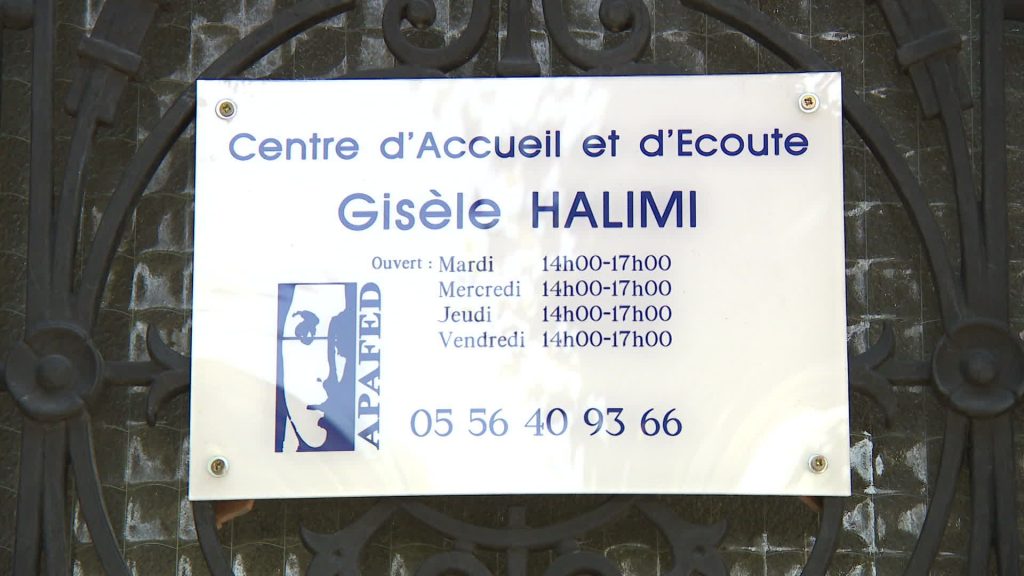 Centre d'Accueil et d'Ecoute
Gisèle HALIMI
Ouvert : Mardi 14h00-17h00
Mercredi 14h00-17h00
Jeudi 14h00-17h00
Vendredi 14h00-17h00
APAFED
05 56 40 93 66